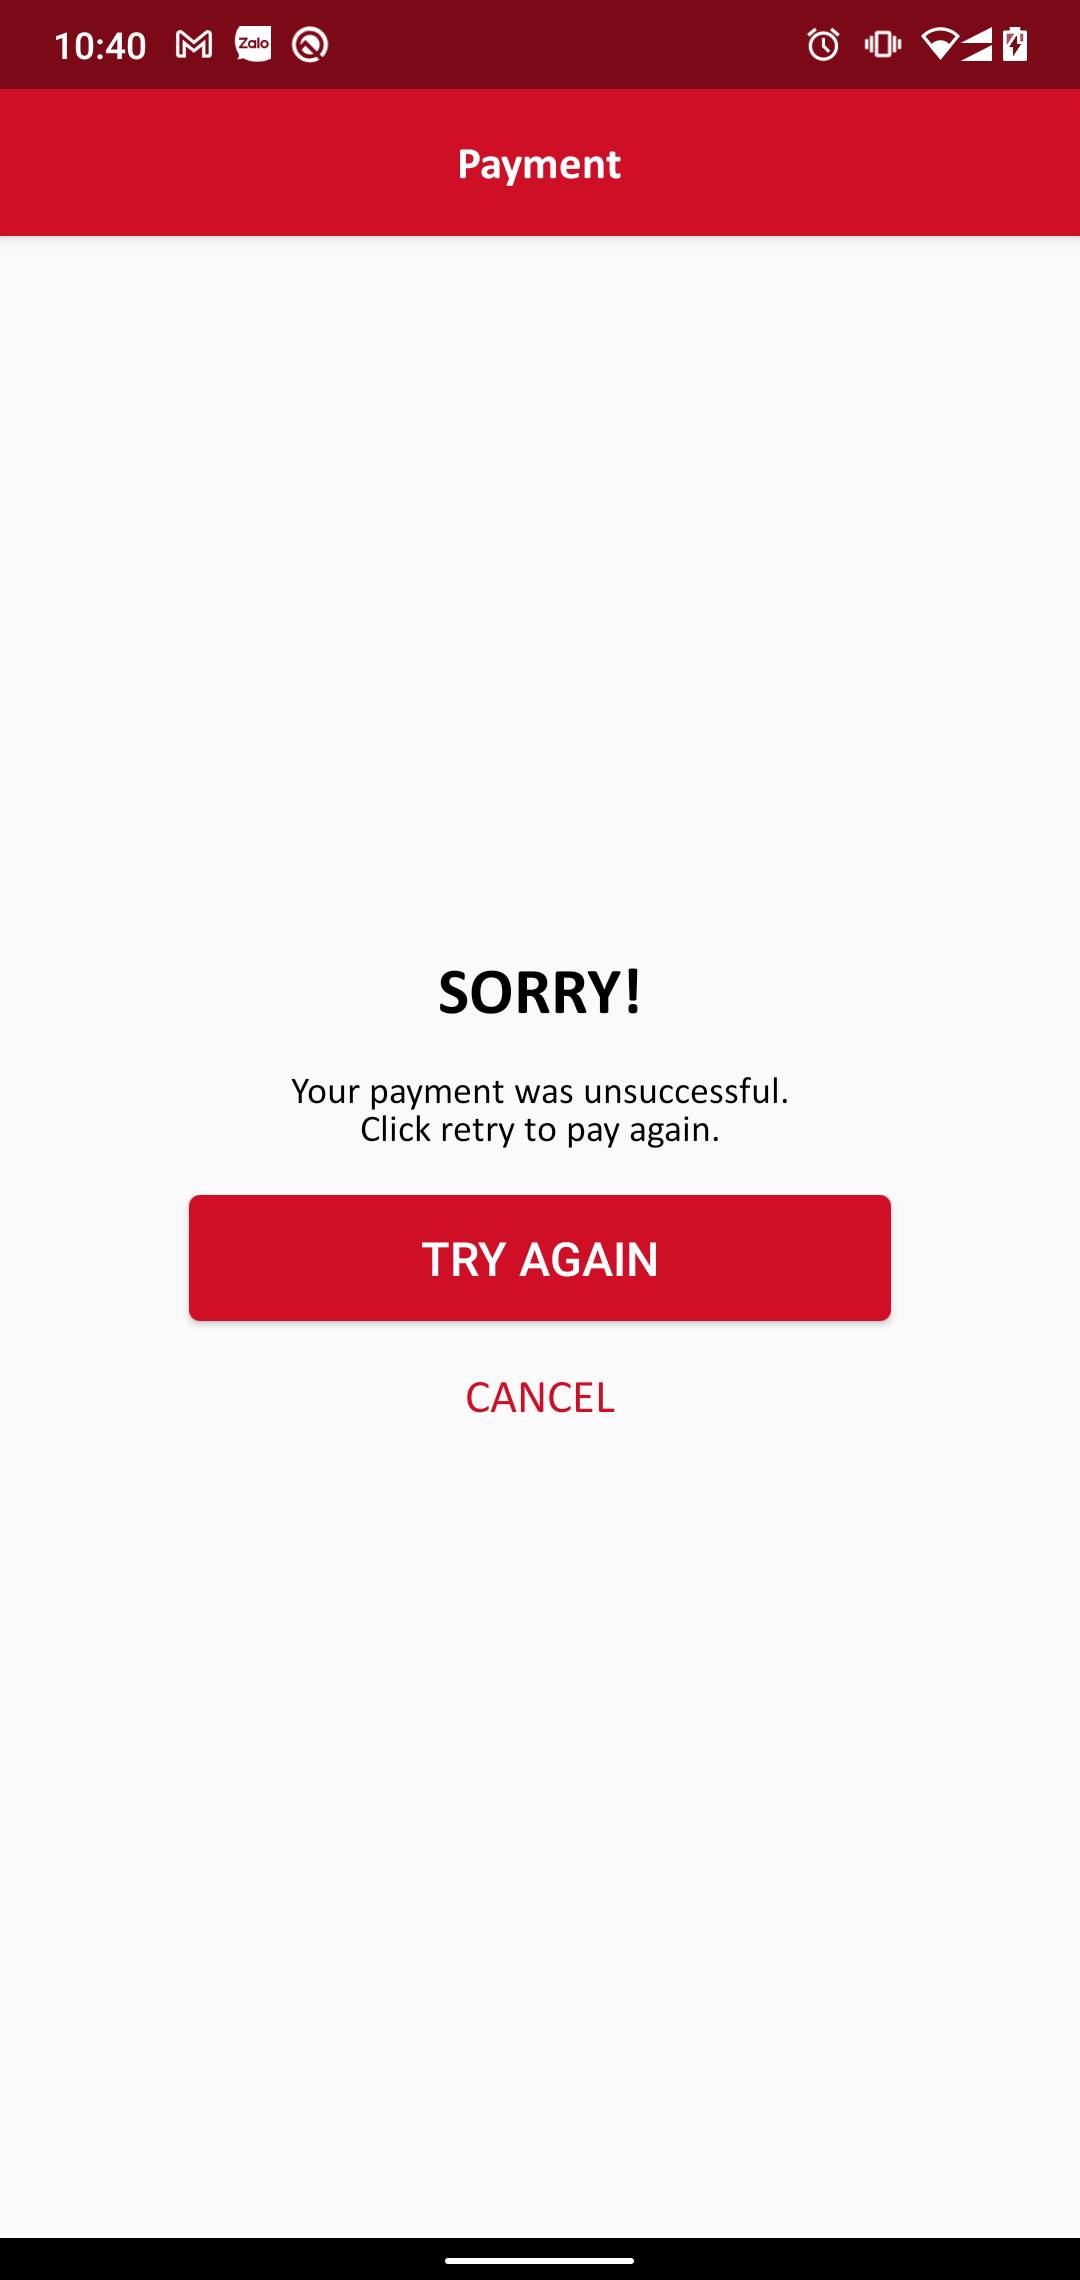 10:40
Zalo
Payment
SORRY!
Your payment was unsuccessful.
Click retry to pay again.
TRY AGAIN
CANCEL